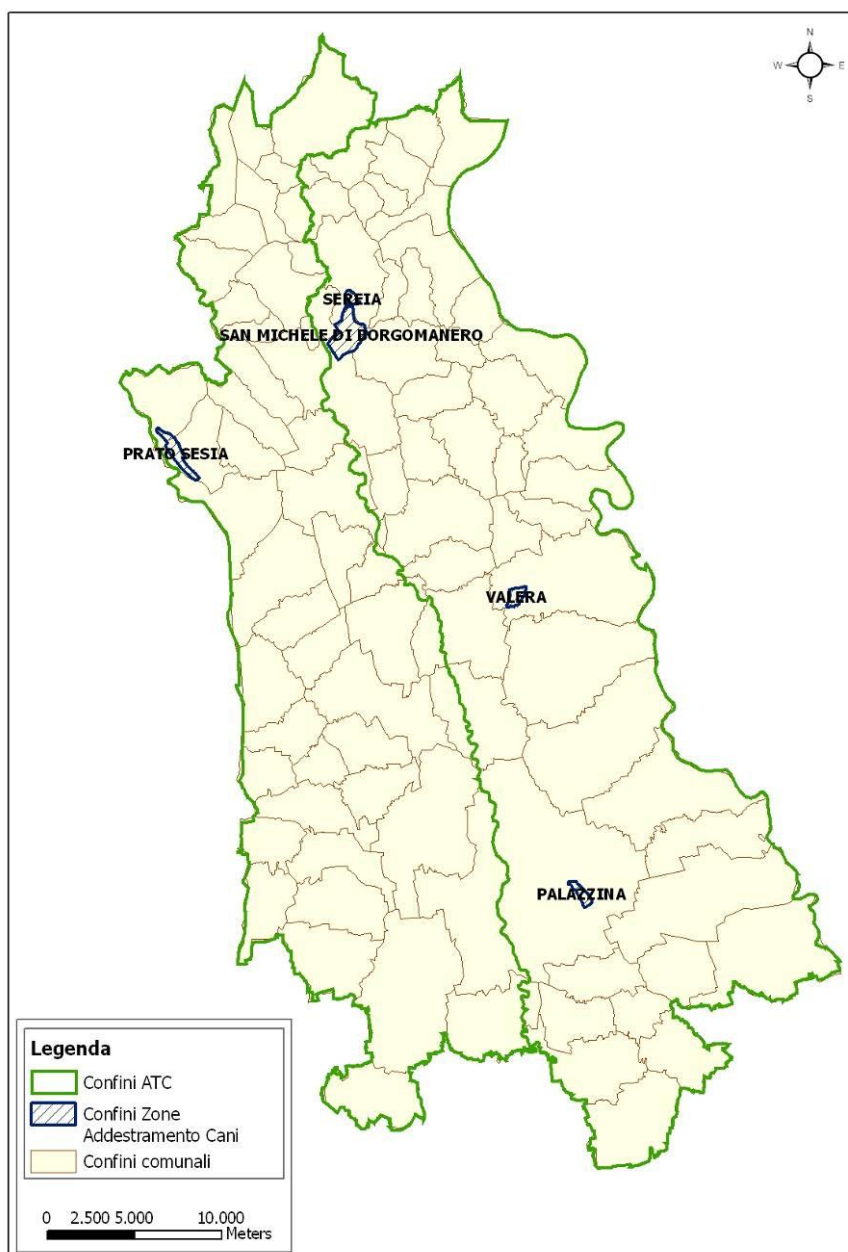 N
W E
S
SEREIA
SAN MICHELE DI BORGOMANERO
PRATO SESIA
VALERA
PALAZZINA
Legenda
Confini ATC
Confini Zone
Addestramento Cani
Confini comunali
0 2.500 5.000 10.000
Meters